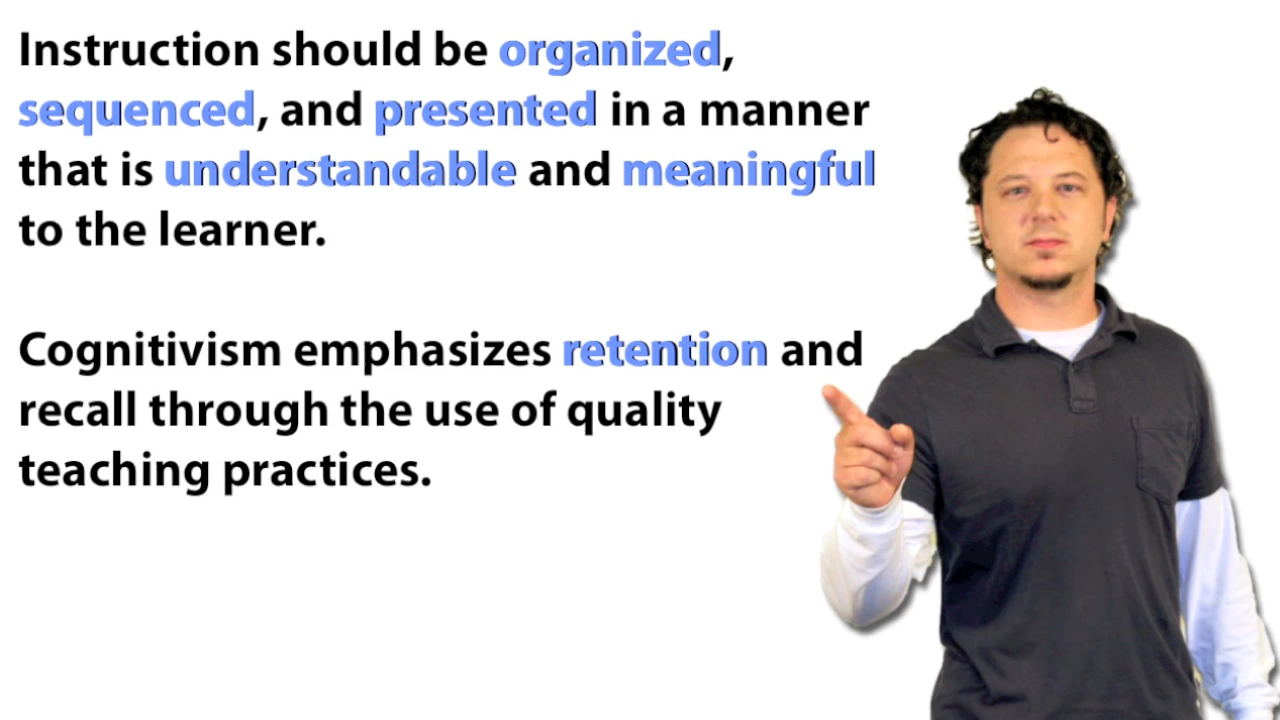 Instruction should be organized,
sequenced, and presented in a manner
that is understandable and meaningful
to the learner.
Cognitivism emphasizes retention and
recall through the use of quality
teaching practices.